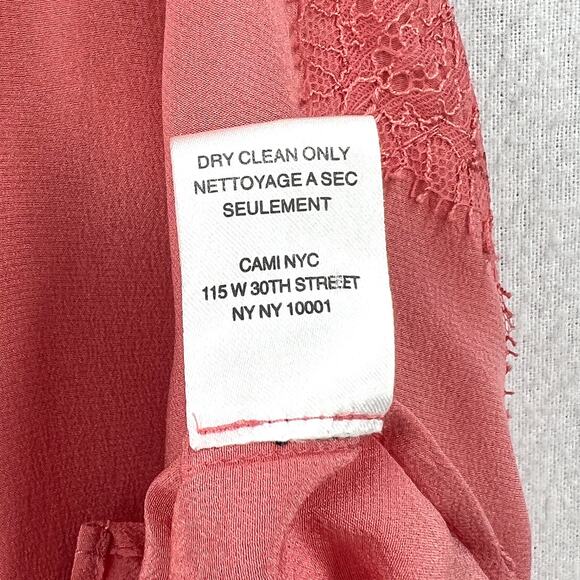 DRY CLEAN ONLY
NETTOYAGE A SEC
SEULEMENT
CAMI NYC
115 W 30TH STREET
NY NY 10001